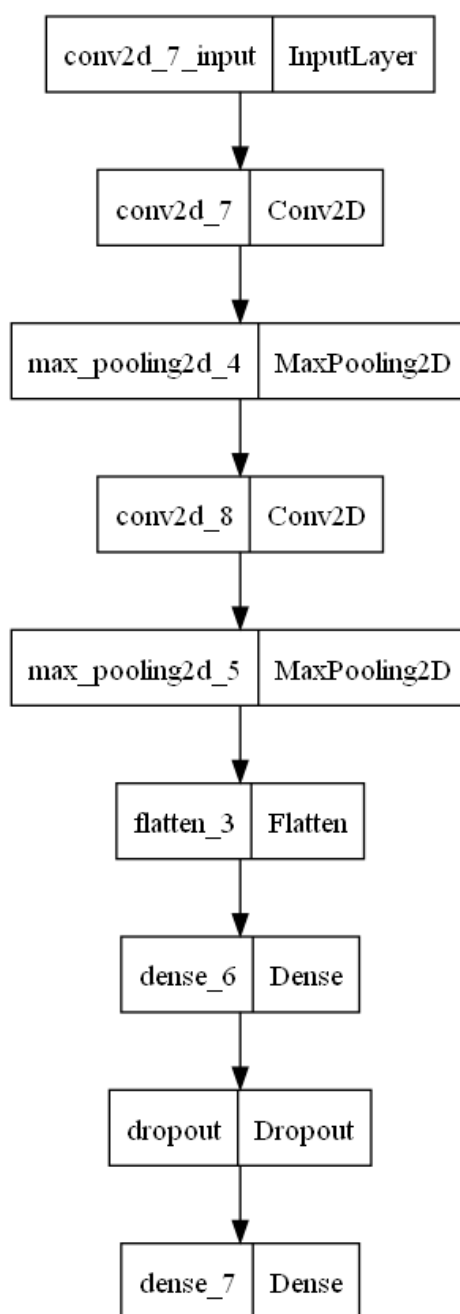 conv2d_7_input InputLayer
conv2d_7 Conv2D
max_pooling2d_4 MaxPooling2D
conv2d_8 Conv2D
max_pooling2d_5 MaxPooling2D
flatten_3 Flatten
dense_6 Dense
dropout Dropout
dense_7 Dense